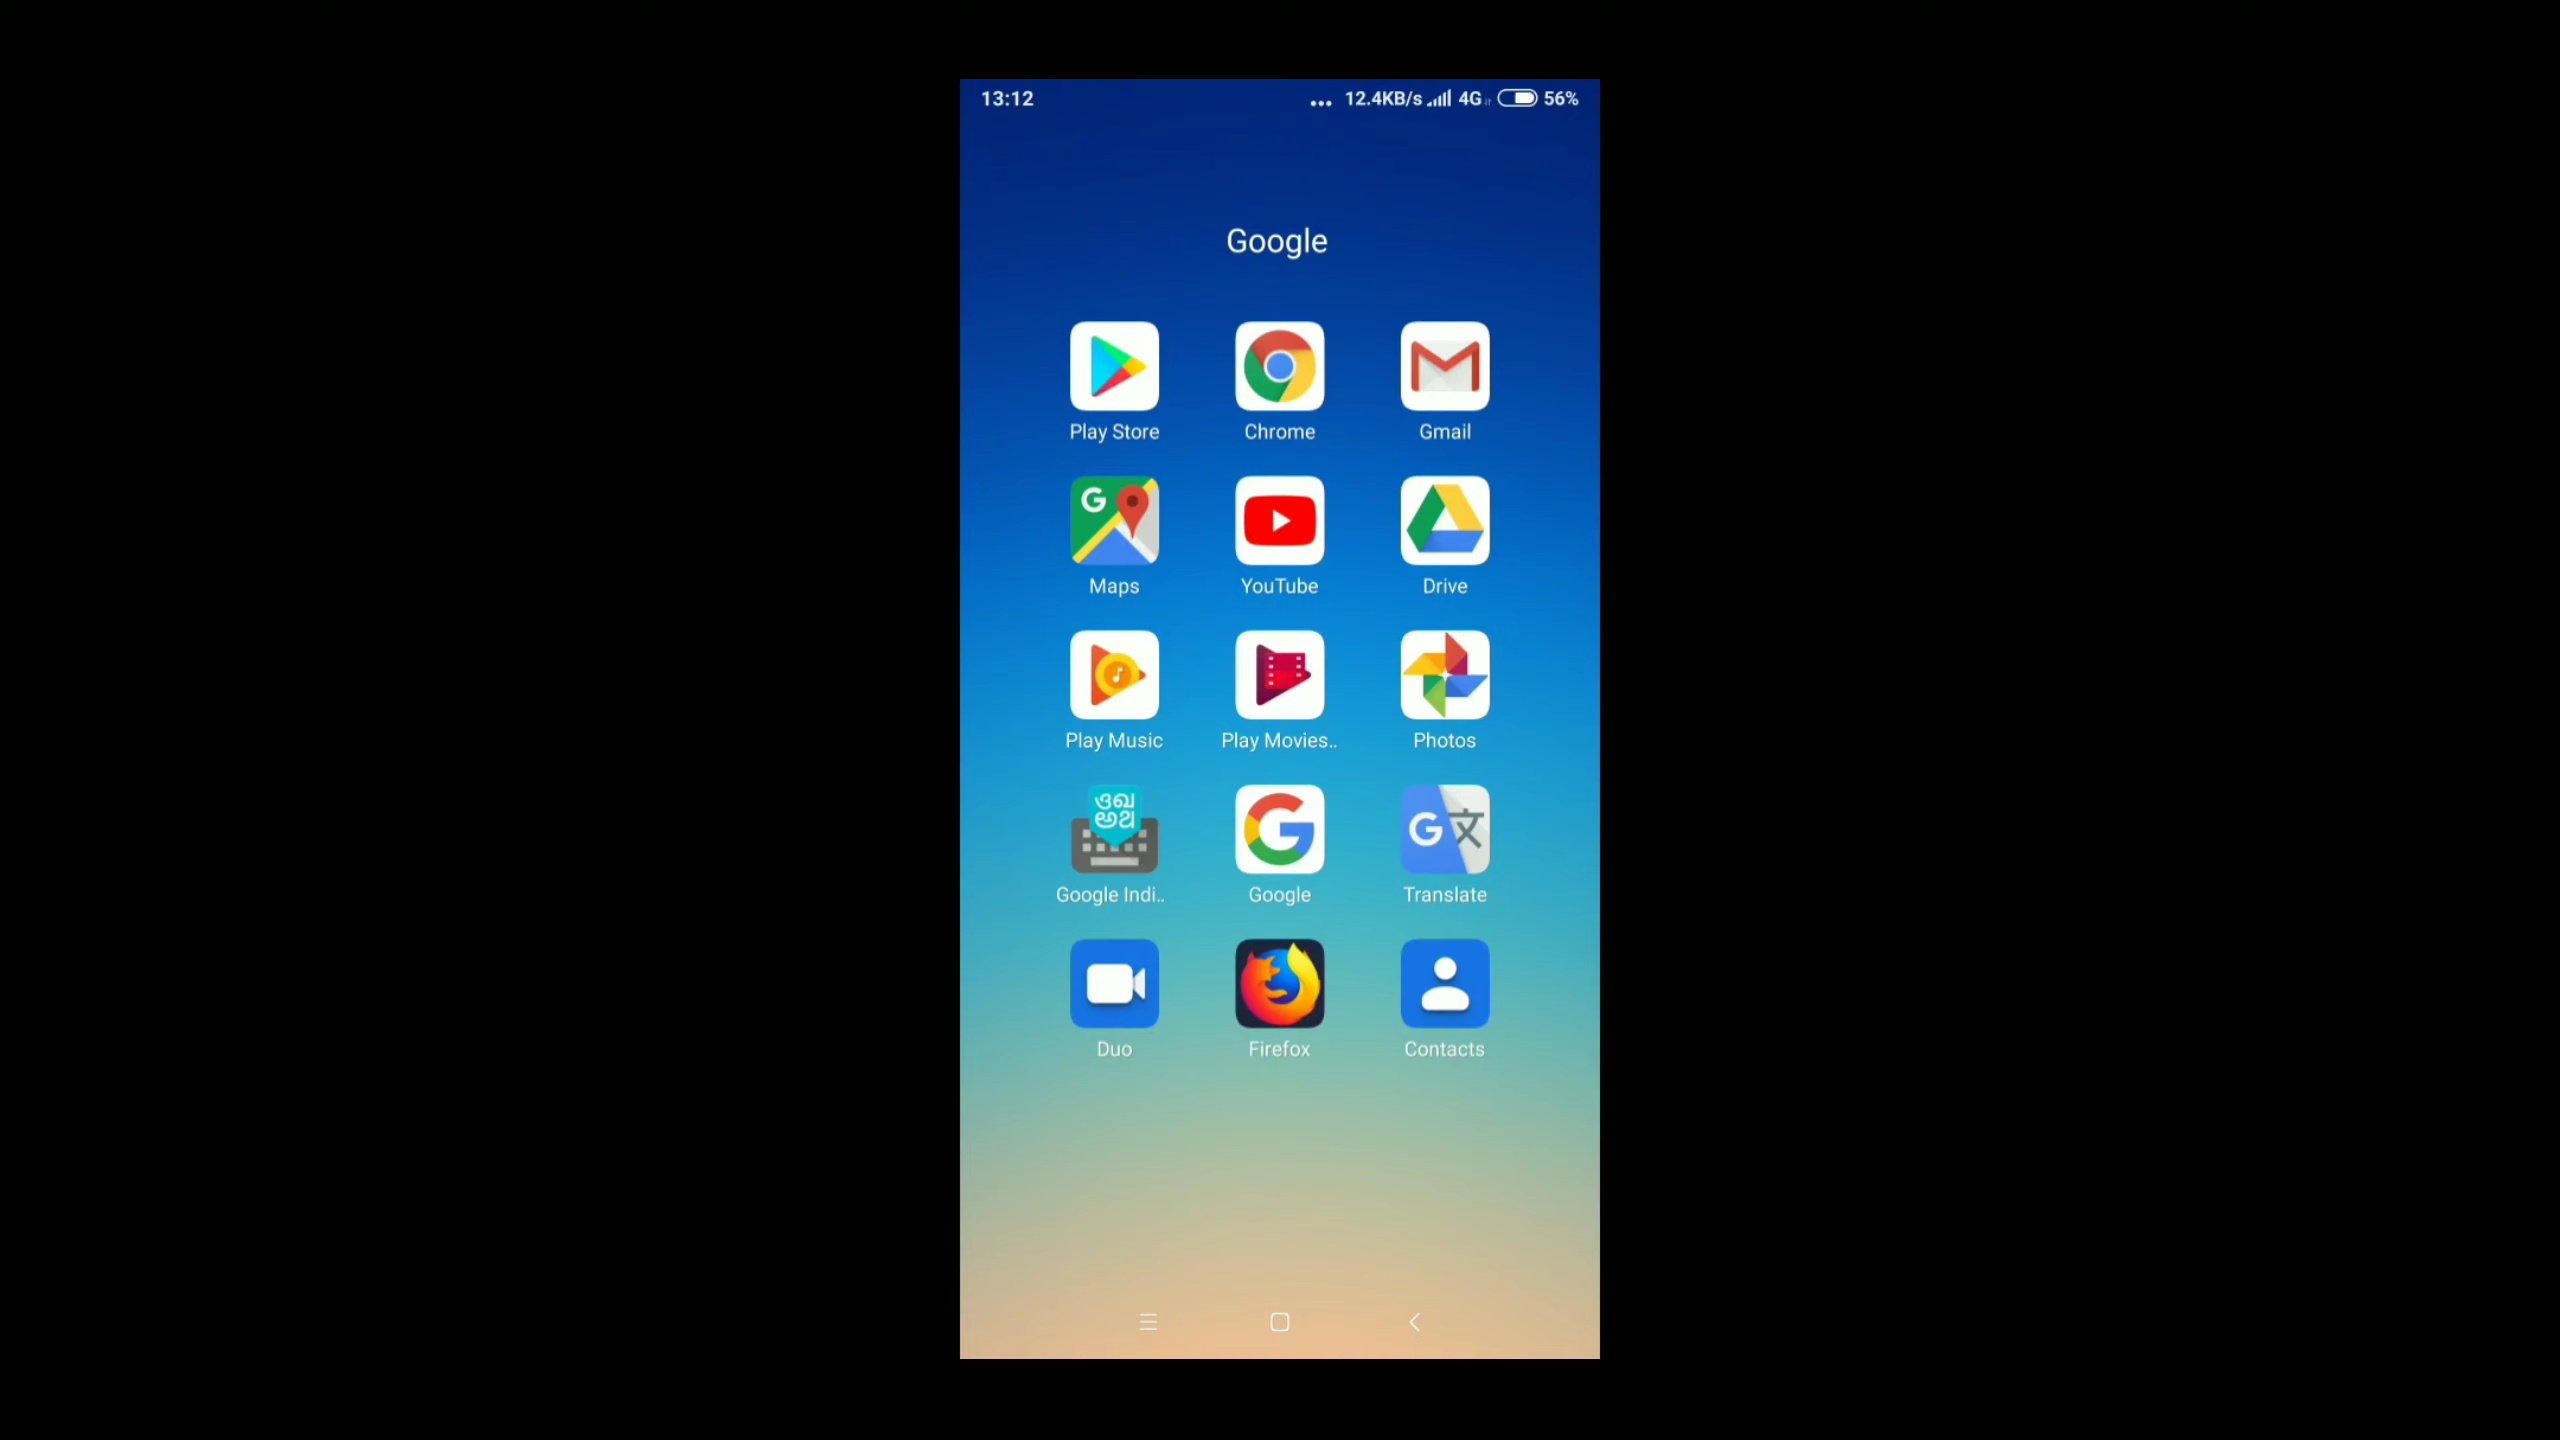 13:12 ... 12.4KB/s 4G 56%
Google
Play Store Chrome Gmail
G
Maps YouTube Drive
Play Music Play Movies.. Photos
G G 文
Google Indi.. Google Translate
Duo Firefox Contacts